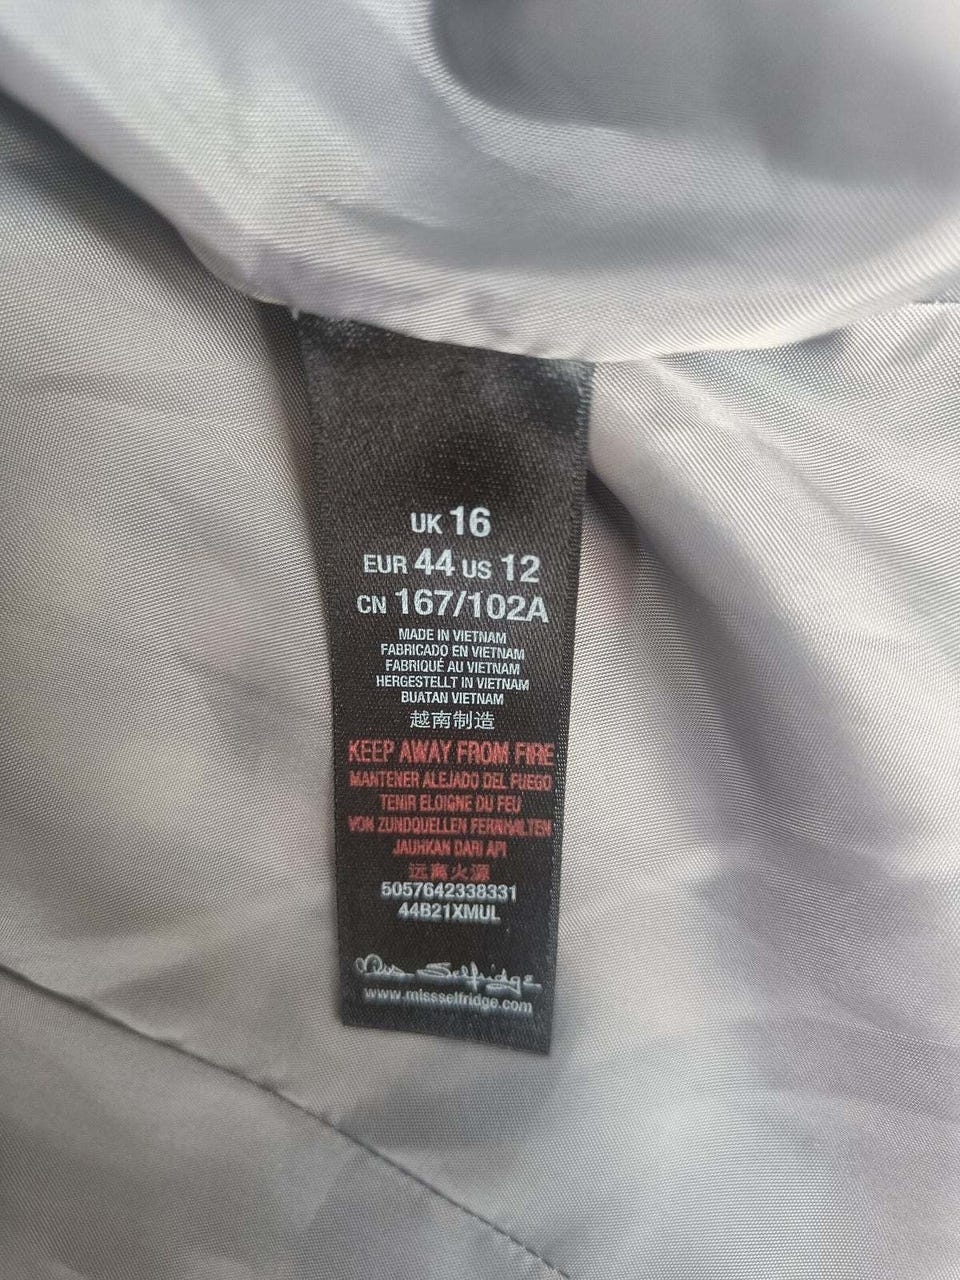 UK 16
EUR 44 US 12
CN 167/102A
MADE IN VIETNAM
FABRICADO EN VIETNAM
FABRIQUÉ AU VIETNAM
HERGESTELLT IN VIETNAM
BUATAN VIETNAM
越南制造
KEEP AWAY FROM FIRE
MANTENER ALEJADO DEL FUEGO
TENIR ELOIGNE DU FEU
VON ZUNDQUELLEN FERNHALTEN
JAUHKAN DARI API
远离火源
5057642338331
44B21XMUL
Miss Selfridge
www.missselfridge.com